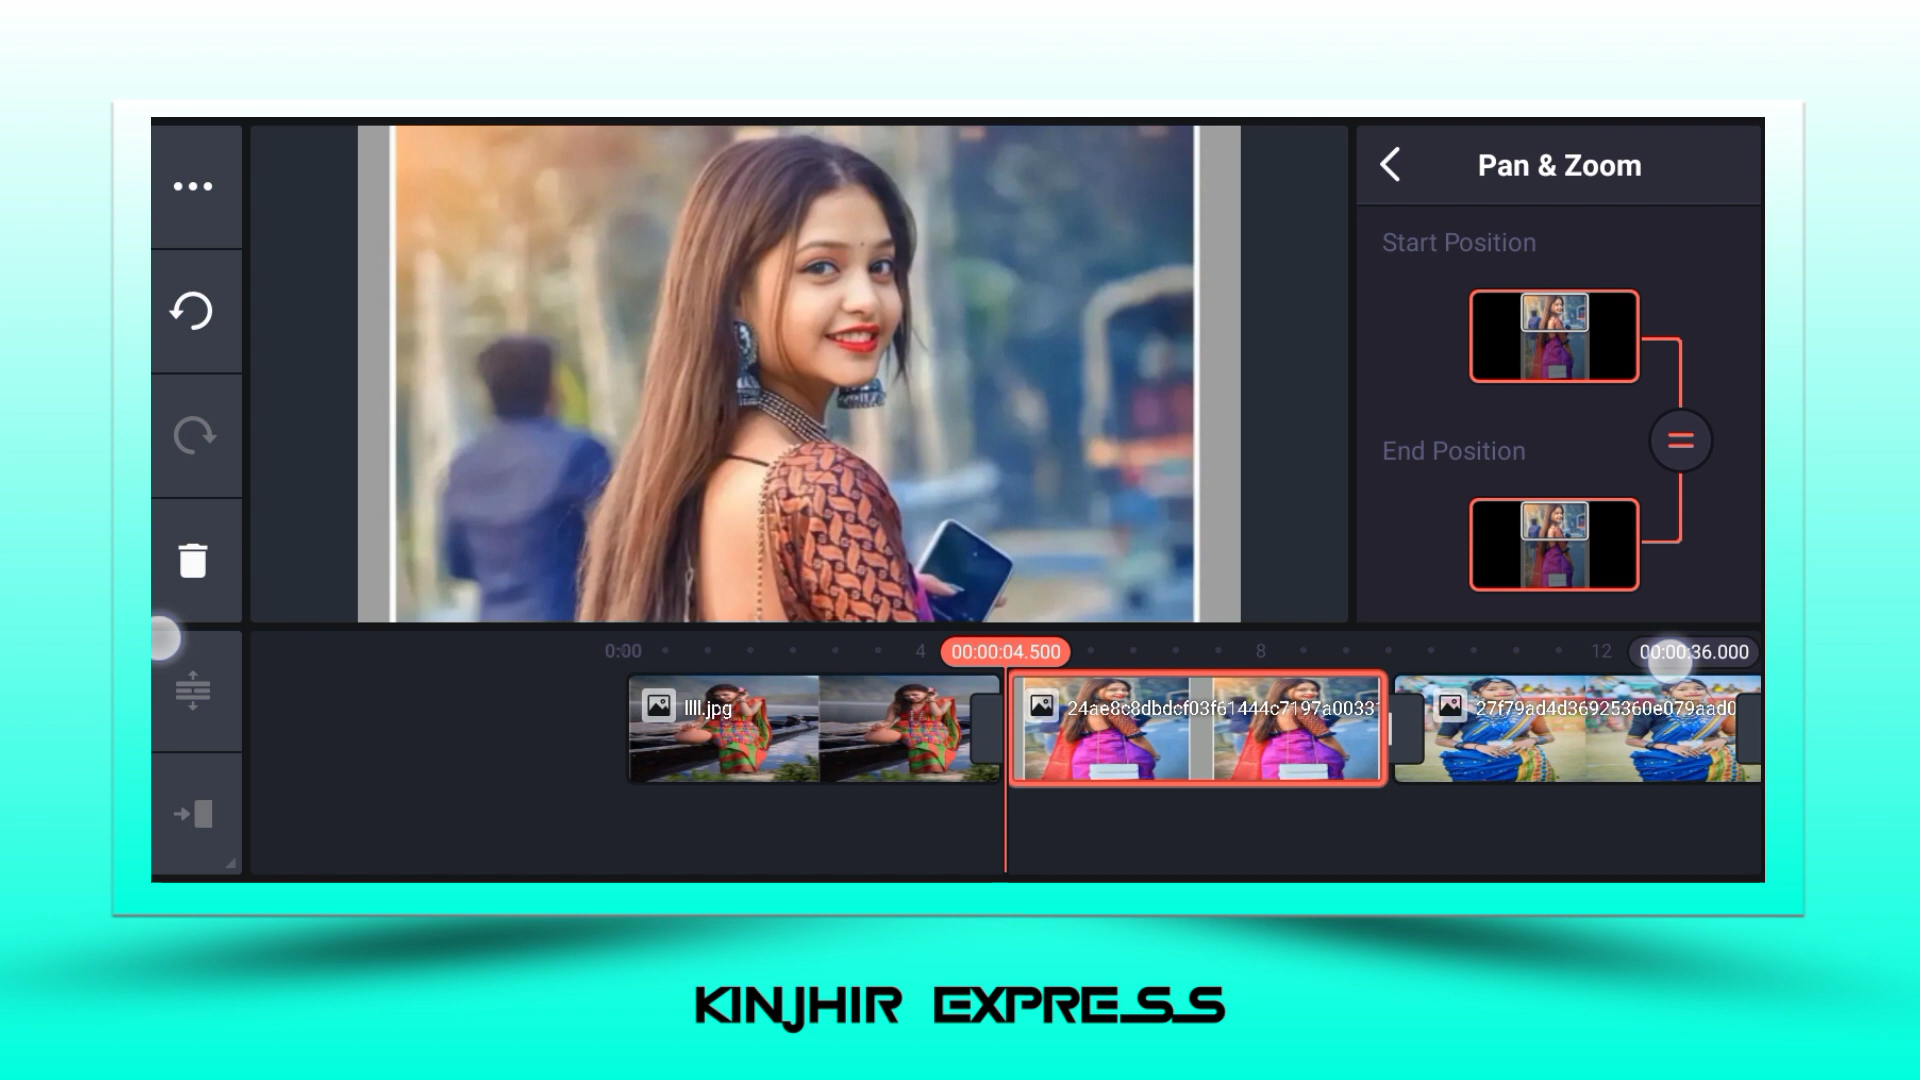 Pan & Zoom
Start Position
End Position
0:00
4
00:00:04.500
8
12
00:00:36.000
llll.jpg
24ae8c8dbdcf03f61444c7197a0033
27f79ad4d36925360e079aad0
KINJHIR EXPRESS